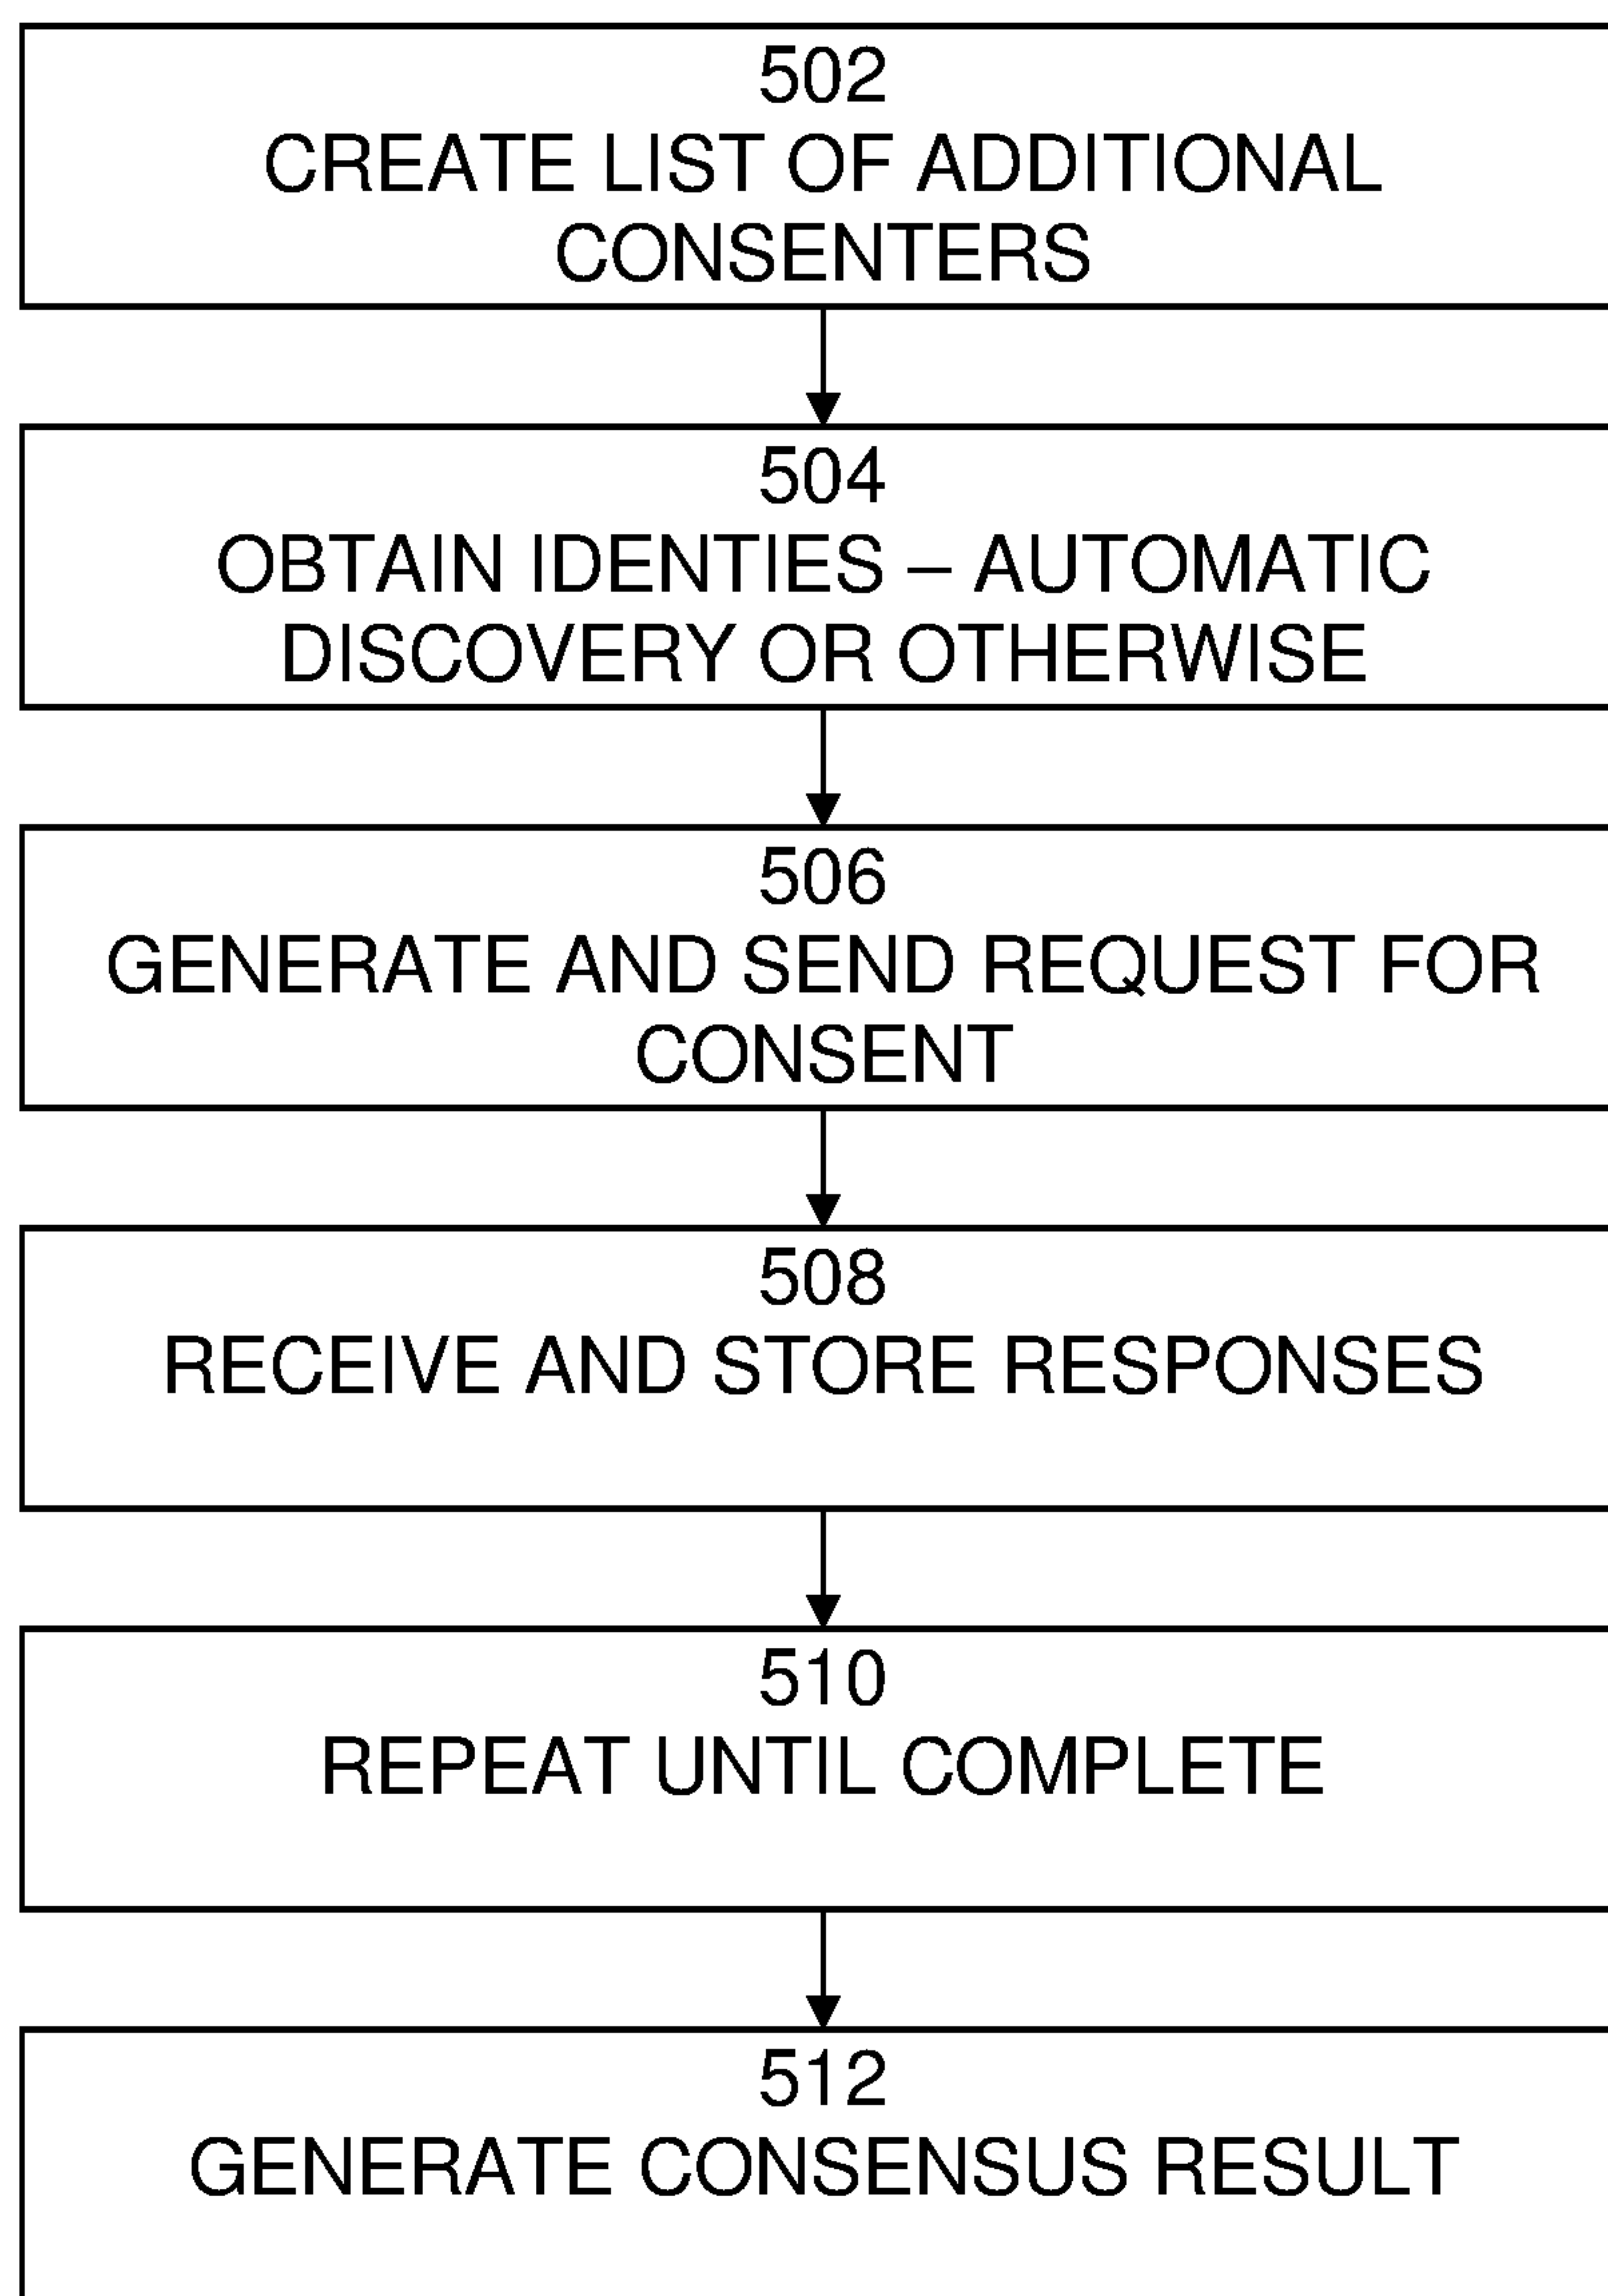 502
CREATE LIST OF ADDITIONAL
CONSENTERS
504
OBTAIN IDENTIES – AUTOMATIC
DISCOVERY OR OTHERWISE
506
GENERATE AND SEND REQUEST FOR
CONSENT
508
RECEIVE AND STORE RESPONSES
510
REPEAT UNTIL COMPLETE
512
GENERATE CONSENSUS RESULT